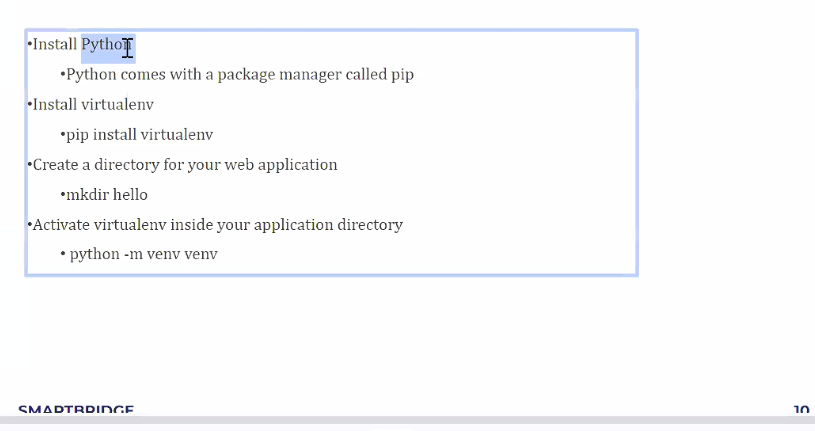 •Install Python
•Python comes with a package manager called pip
•Install virtualenv
•pip install virtualenv
•Create a directory for your web application
•mkdir hello
•Activate virtualenv inside your application directory
• python -m venv venv
SMARTBRIDGE
10